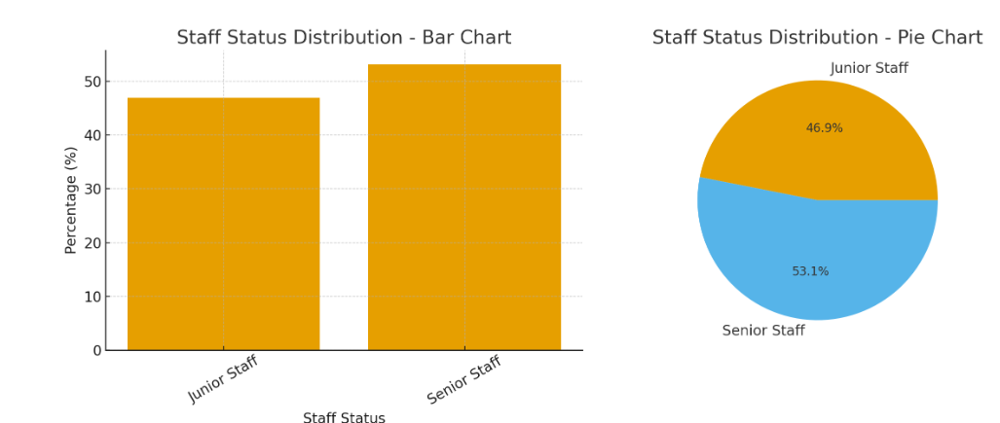 Staff Status Distribution - Bar Chart
Percentage (%)
50
40
30
20
10
0
Junior Staff
Senior Staff
Staff Status
Staff Status Distribution - Pie Chart
Junior Staff
46.9%
53.1%
Senior Staff